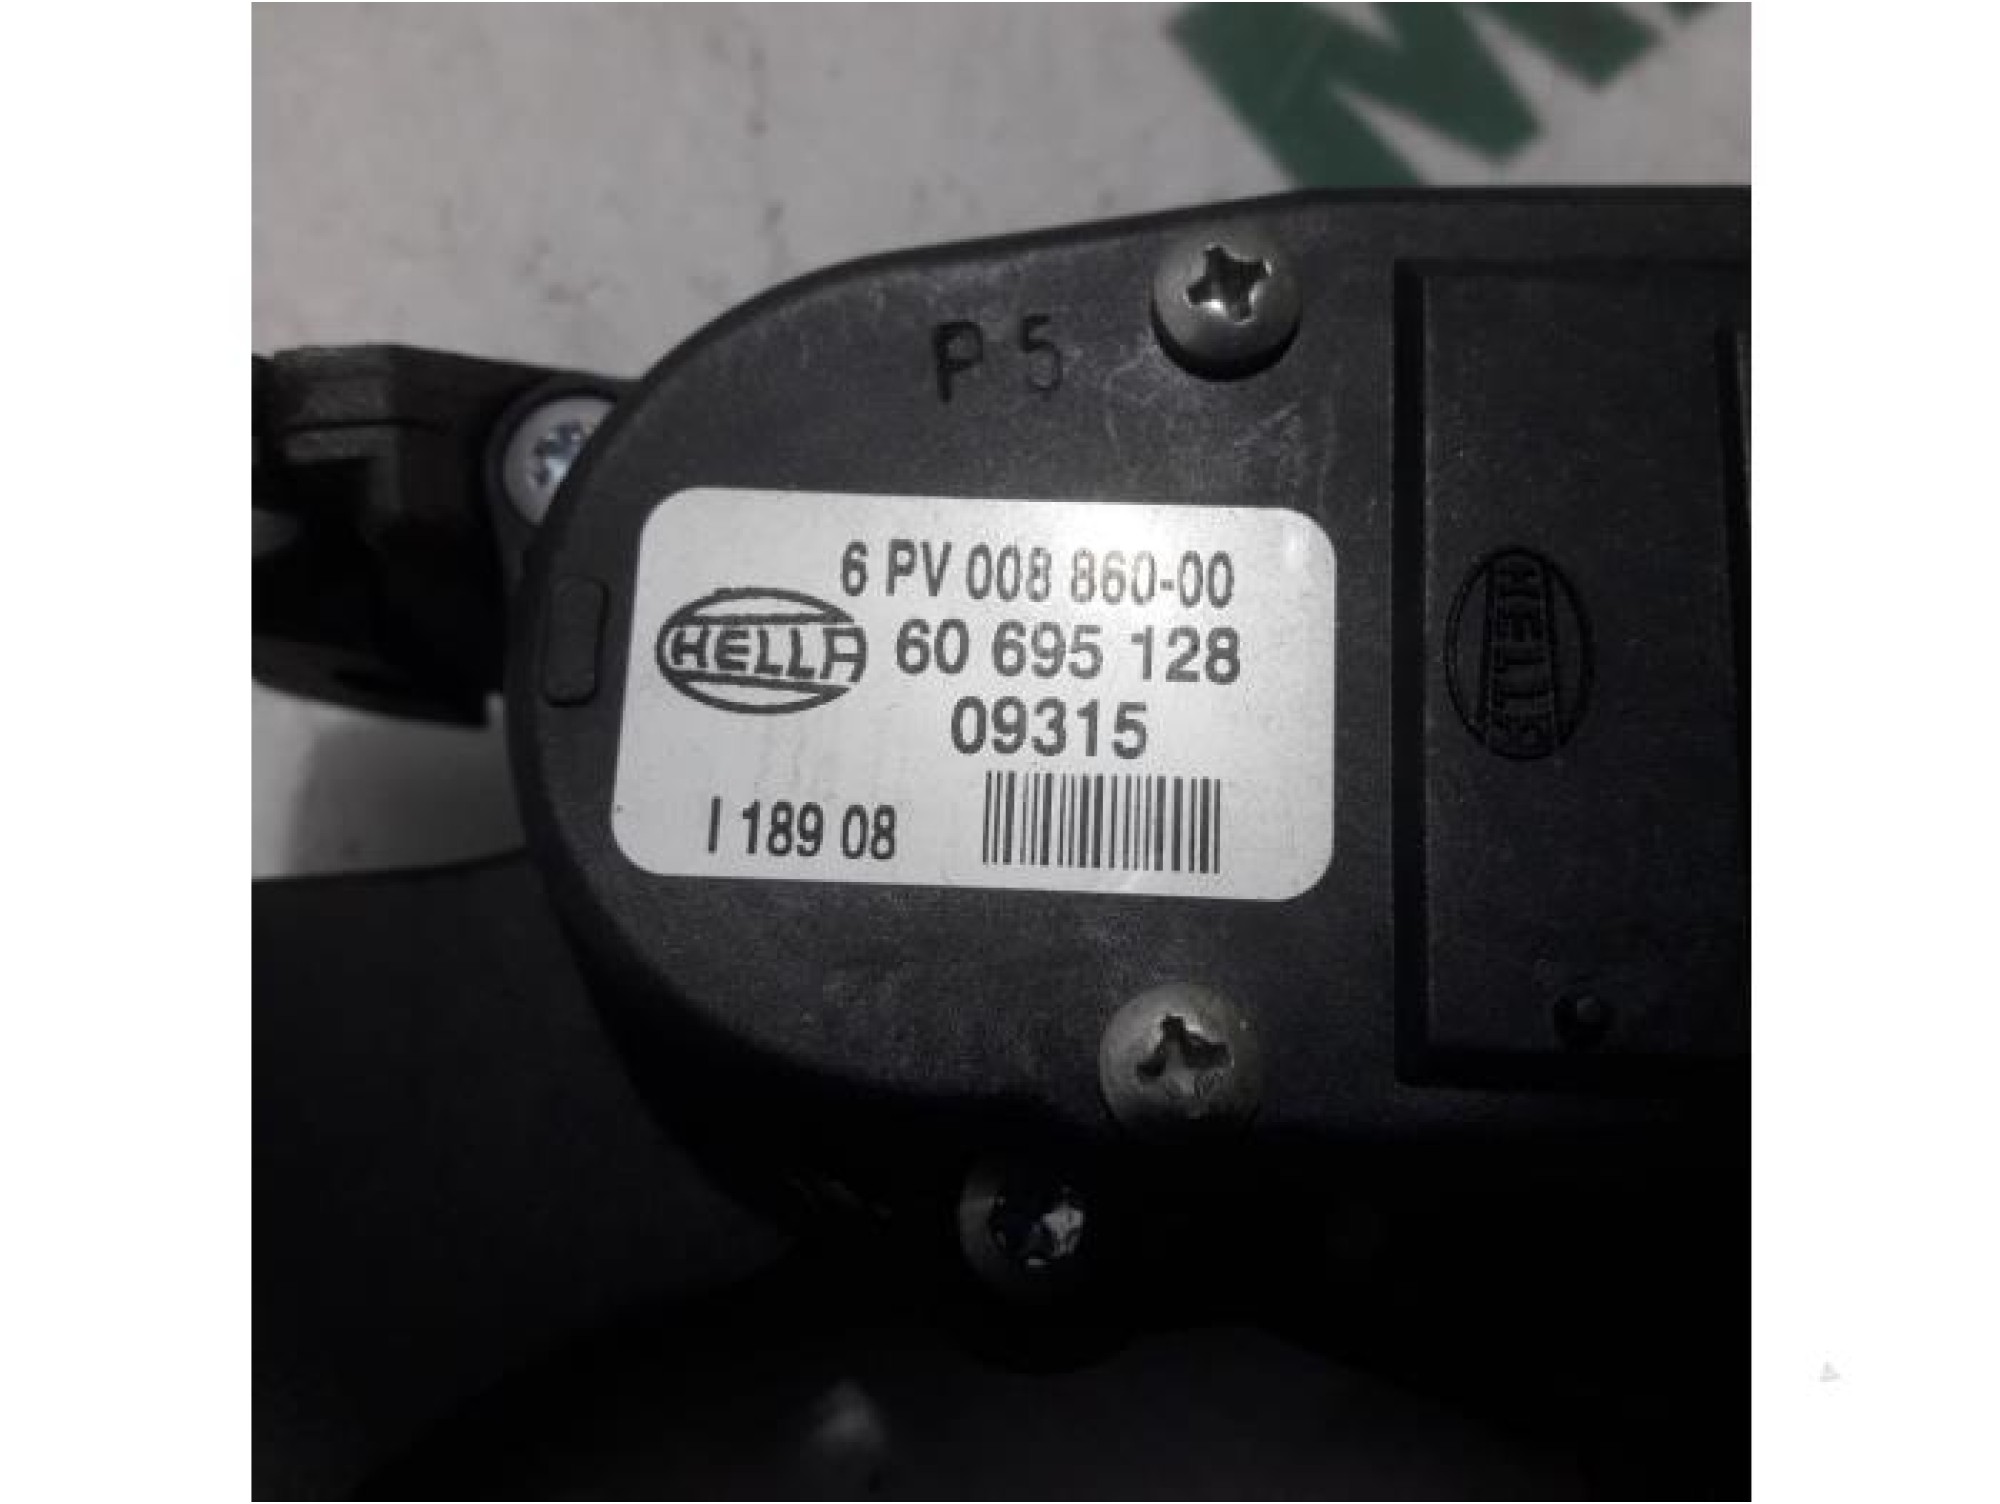 P 5
6 PV 008 860-00
HELLA 60 695 128
09315
I 189 08
HELLA